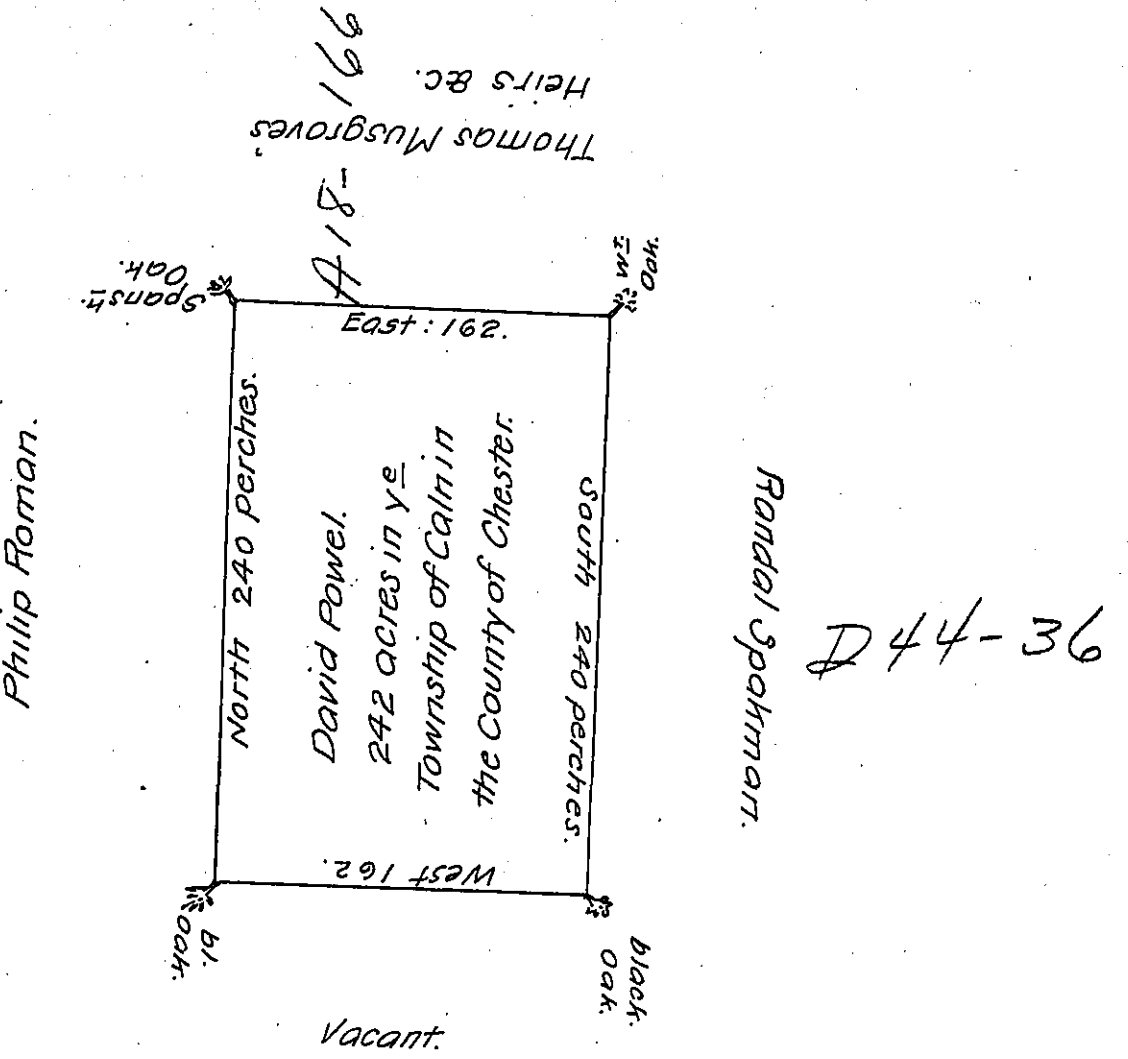 Thomas Musgroves'
Heirs &c.
A18-
Spansh
Oak.
Oak.
East: 162.
Philip Roman.
North 240 perches.
David Powel.
242 acres in ye
Township of Caln in
the County of Chester.
South 240 perches.
Randal Spakman.
D44-36
West 162.
bl.
oak.
black.
oak.
Vacant.